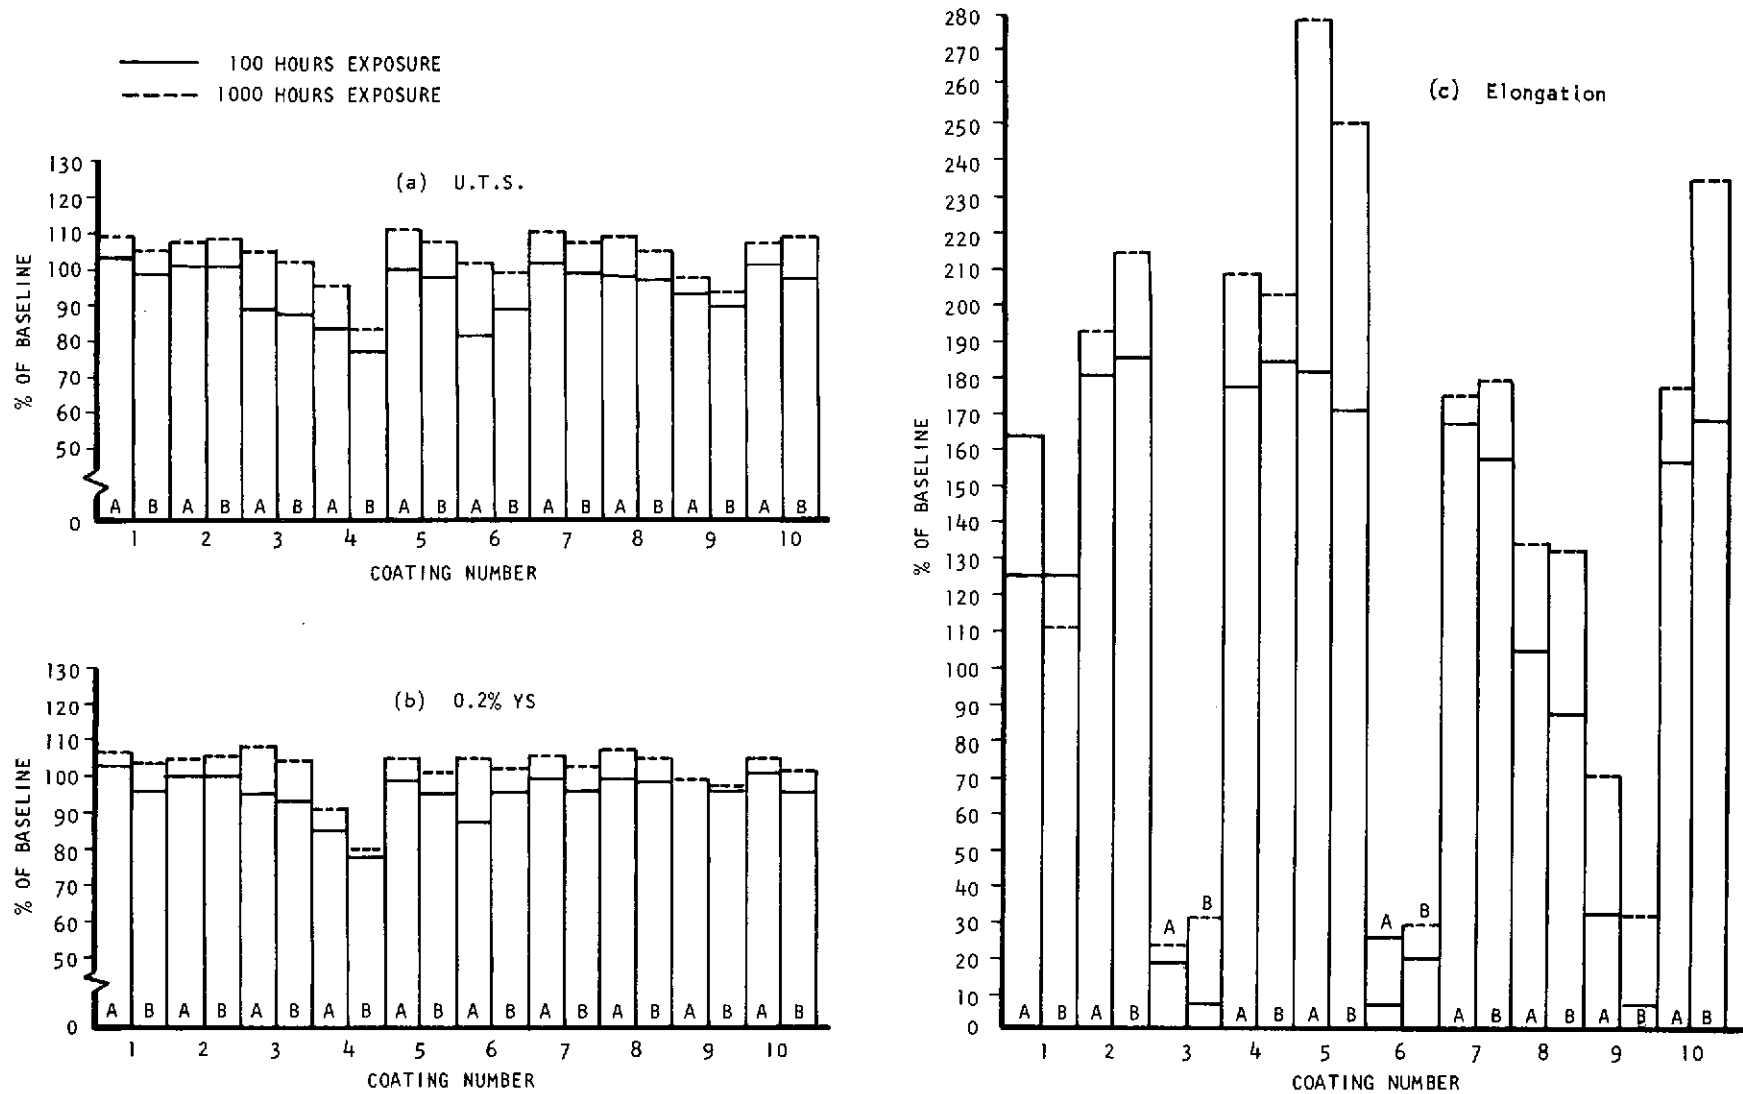 100 HOURS EXPOSURE
1000 HOURS EXPOSURE
(a) U.T.S.
130
120
110
100
90
80
70
60
50
0
% OF BASELINE
A B A B A B A B A B A B A B A B A B A B
1 2 3 4 5 6 7 8 9 10
COATING NUMBER
(b) 0.2% YS
130
120
110
100
90
80
70
60
50
0
% OF BASELINE
A B A B A B A B A B A B A B A B A B A B
1 2 3 4 5 6 7 8 9 10
COATING NUMBER
(c) Elongation
280
270
260
250
240
230
220
210
200
190
180
170
160
150
140
130
120
110
100
90
80
70
60
50
40
30
20
10
0
% OF BASELINE
A B A B A B A B A B A B A B A B A B A B
1 2 3 4 5 6 7 8 9 10
COATING NUMBER